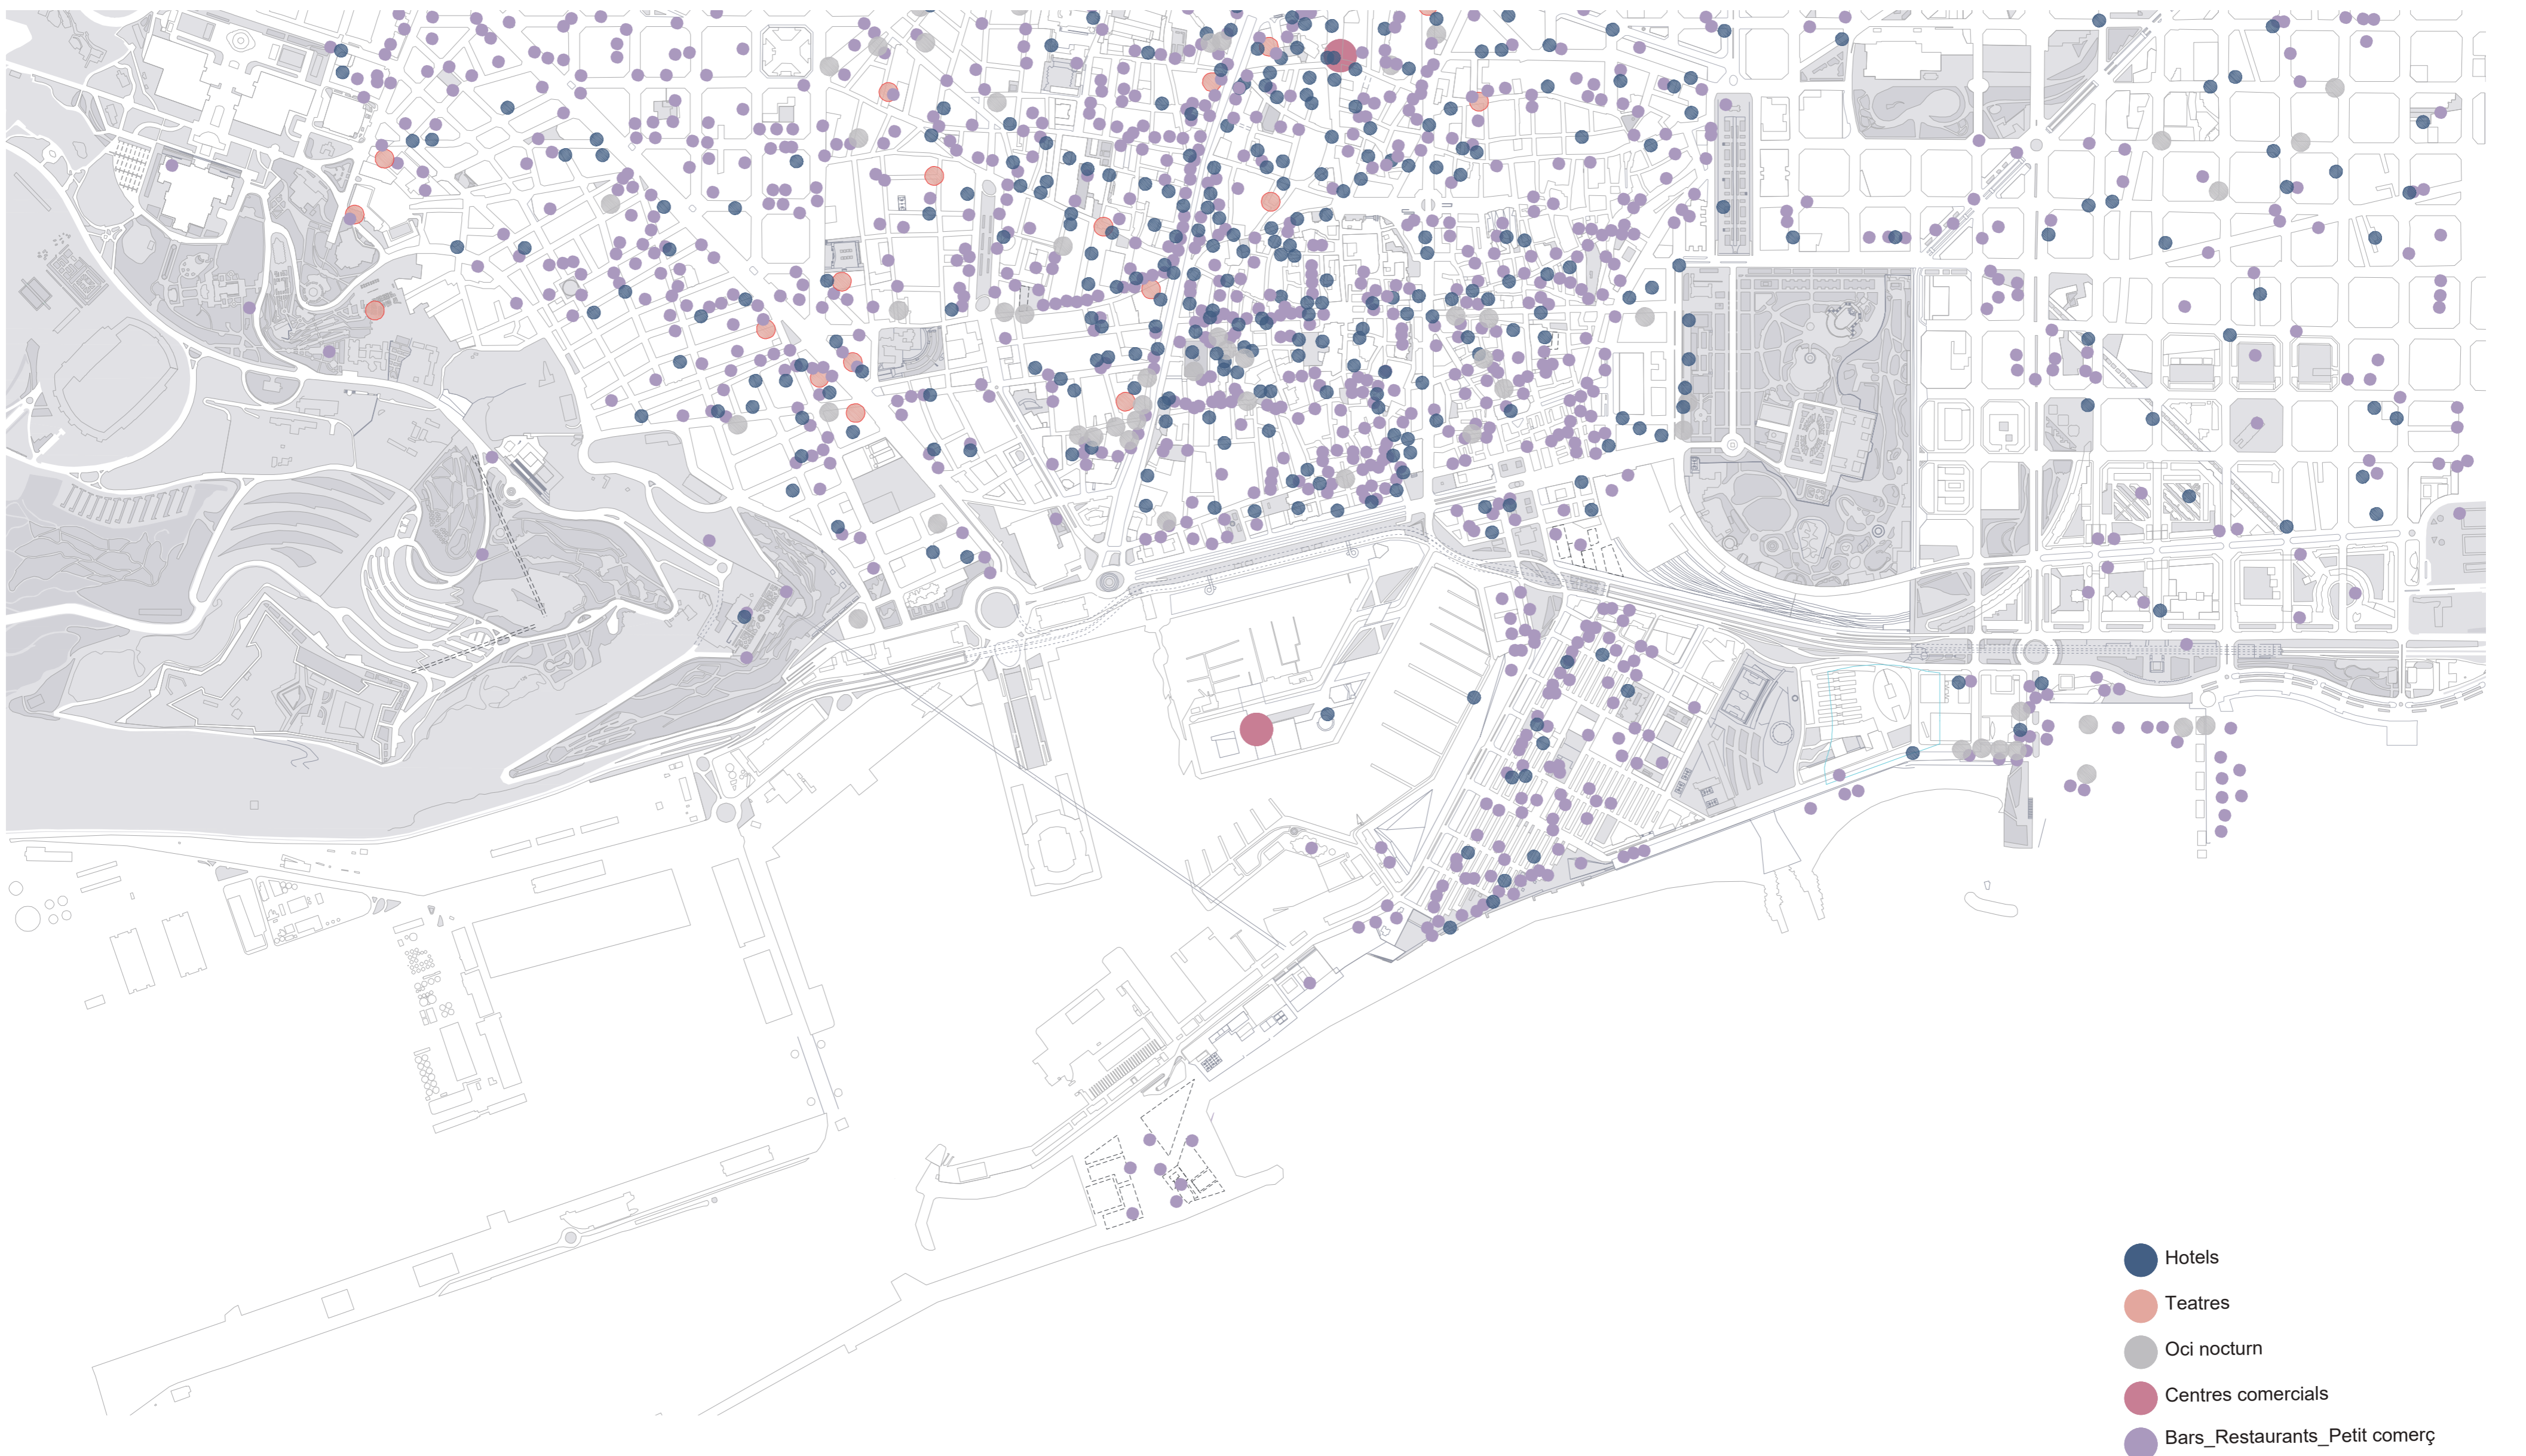 Hotels
Teatres
Oci nocturn
Centres comercials
Bars_Restaurants_Petit comerç